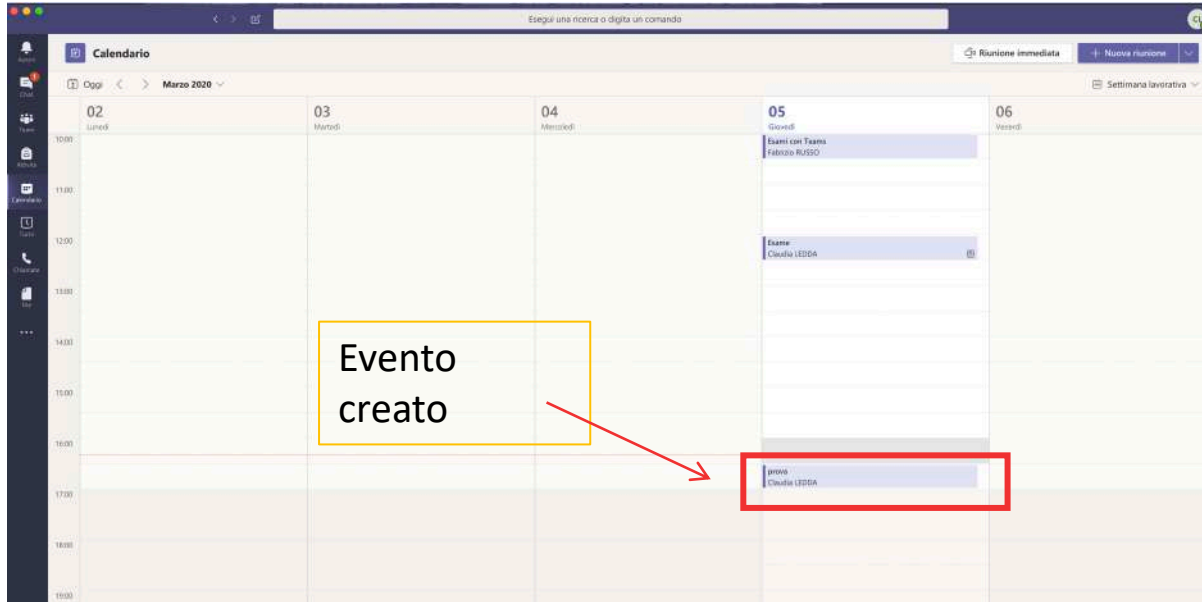 Esegui una ricerca o digita un comando
Calendario
Riunione immediata
+ Nuova riunione
Oggi
Marzo 2020
Settimana lavorativa
02
Lunedì
03
Martedì
04
Mercoledì
05
Giovedì
06
Venerdì
Chat
Calendario
Chiamate
10:00
11:00
12:00
13:00
14:00
15:00
16:00
17:00
18:00
19:00
Esami con Teams
Fabrizio RUSSO
Esame
Claudia LEDDA
Evento
creato
prova
Claudia LEDDA